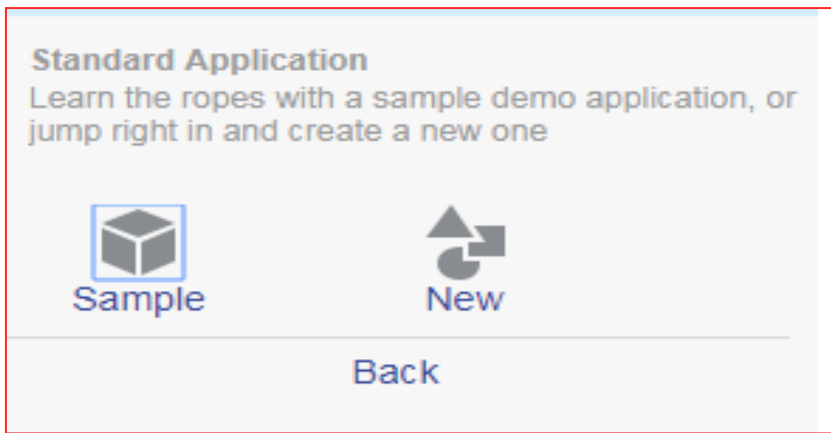 Standard Application
Learn the ropes with a sample demo application, or
jump right in and create a new one
Sample New
Back